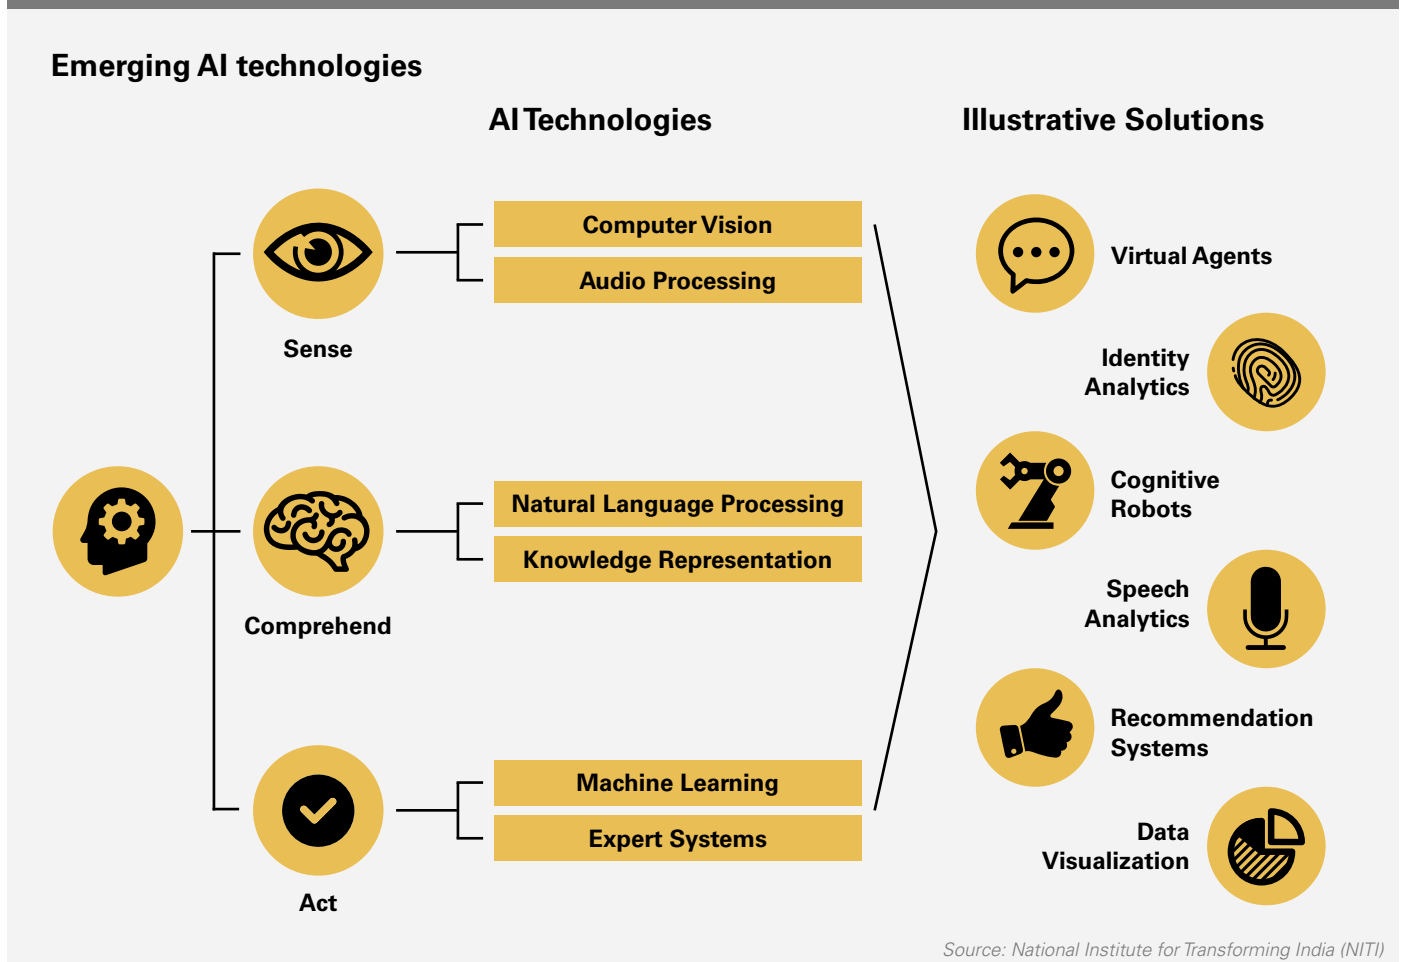 Emerging AI technologies
AI Technologies
Illustrative Solutions
Computer Vision
Audio Processing
Sense
Natural Language Processing
Knowledge Representation
Comprehend
Machine Learning
Expert Systems
Act
Virtual Agents
Identity
Analytics
Cognitive
Robots
Speech
Analytics
Recommendation
Systems
Data
Visualization
Source: National Institute for Transforming India (NITI)